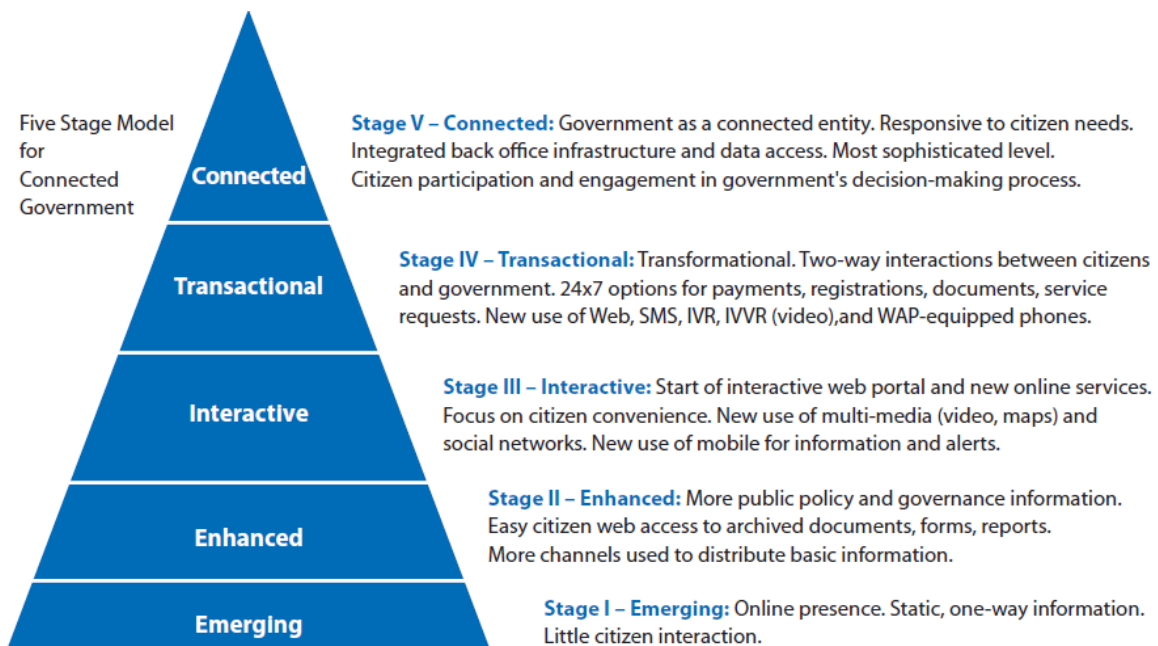 Five Stage Model
for
Connected
Government
Connected
Stage V – Connected: Government as a connected entity. Responsive to citizen needs.
Integrated back office infrastructure and data access. Most sophisticated level.
Citizen participation and engagement in government's decision-making process.
Transactional
Stage IV – Transactional: Transformational. Two-way interactions between citizens
and government. 24x7 options for payments, registrations, documents, service
requests. New use of Web, SMS, IVR, IVVR (video),and WAP-equipped phones.
Interactive
Stage III – Interactive: Start of interactive web portal and new online services.
Focus on citizen convenience. New use of multi-media (video, maps) and
social networks. New use of mobile for information and alerts.
Enhanced
Stage II – Enhanced: More public policy and governance information.
Easy citizen web access to archived documents, forms, reports.
More channels used to distribute basic information.
Emerging
Stage I – Emerging: Online presence. Static, one-way information.
Little citizen interaction.